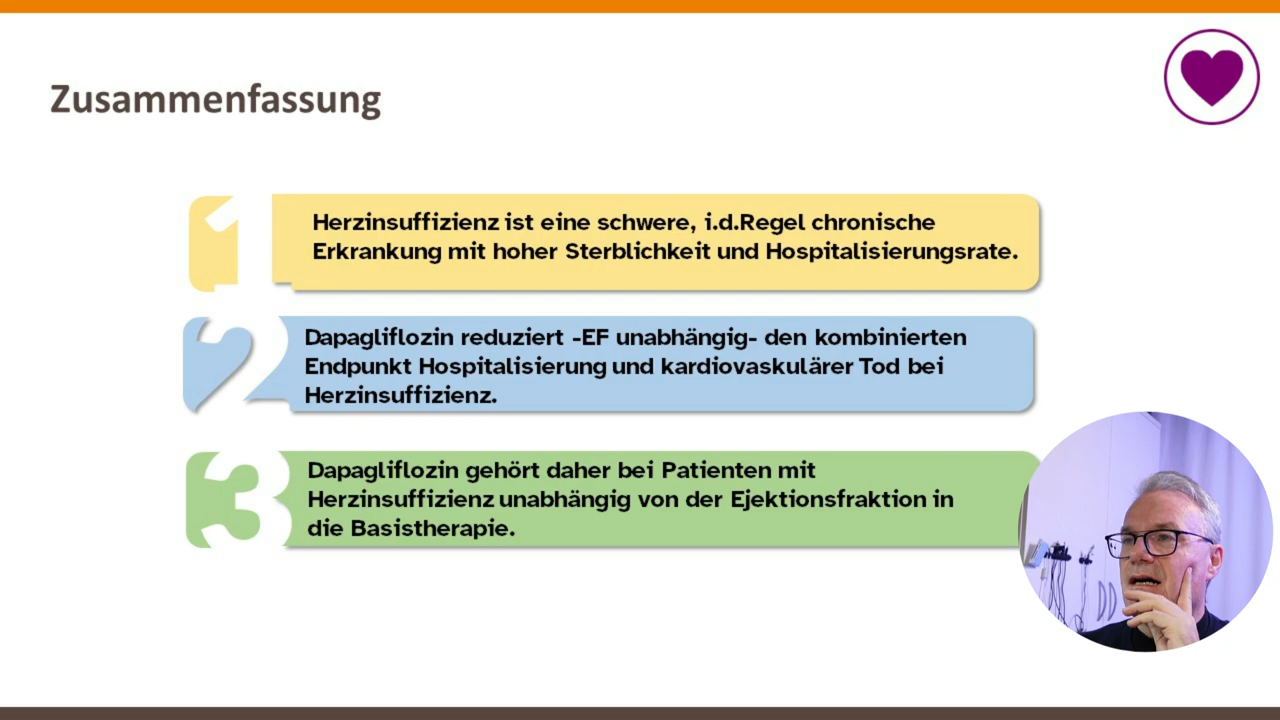 Zusammenfassung
1
Herzinsuffizienz ist eine schwere, i.d.Regel chronische
Erkrankung mit hoher Sterblichkeit und Hospitalisierungsrate.
2
Dapagliflozin reduziert -EF unabhängig- den kombinierten
Endpunkt Hospitalisierung und kardiovaskulärer Tod bei
Herzinsuffizienz.
3
Dapagliflozin gehört daher bei Patienten mit
Herzinsuffizienz unabhängig von der Ejektionsfraktion in
die Basistherapie.